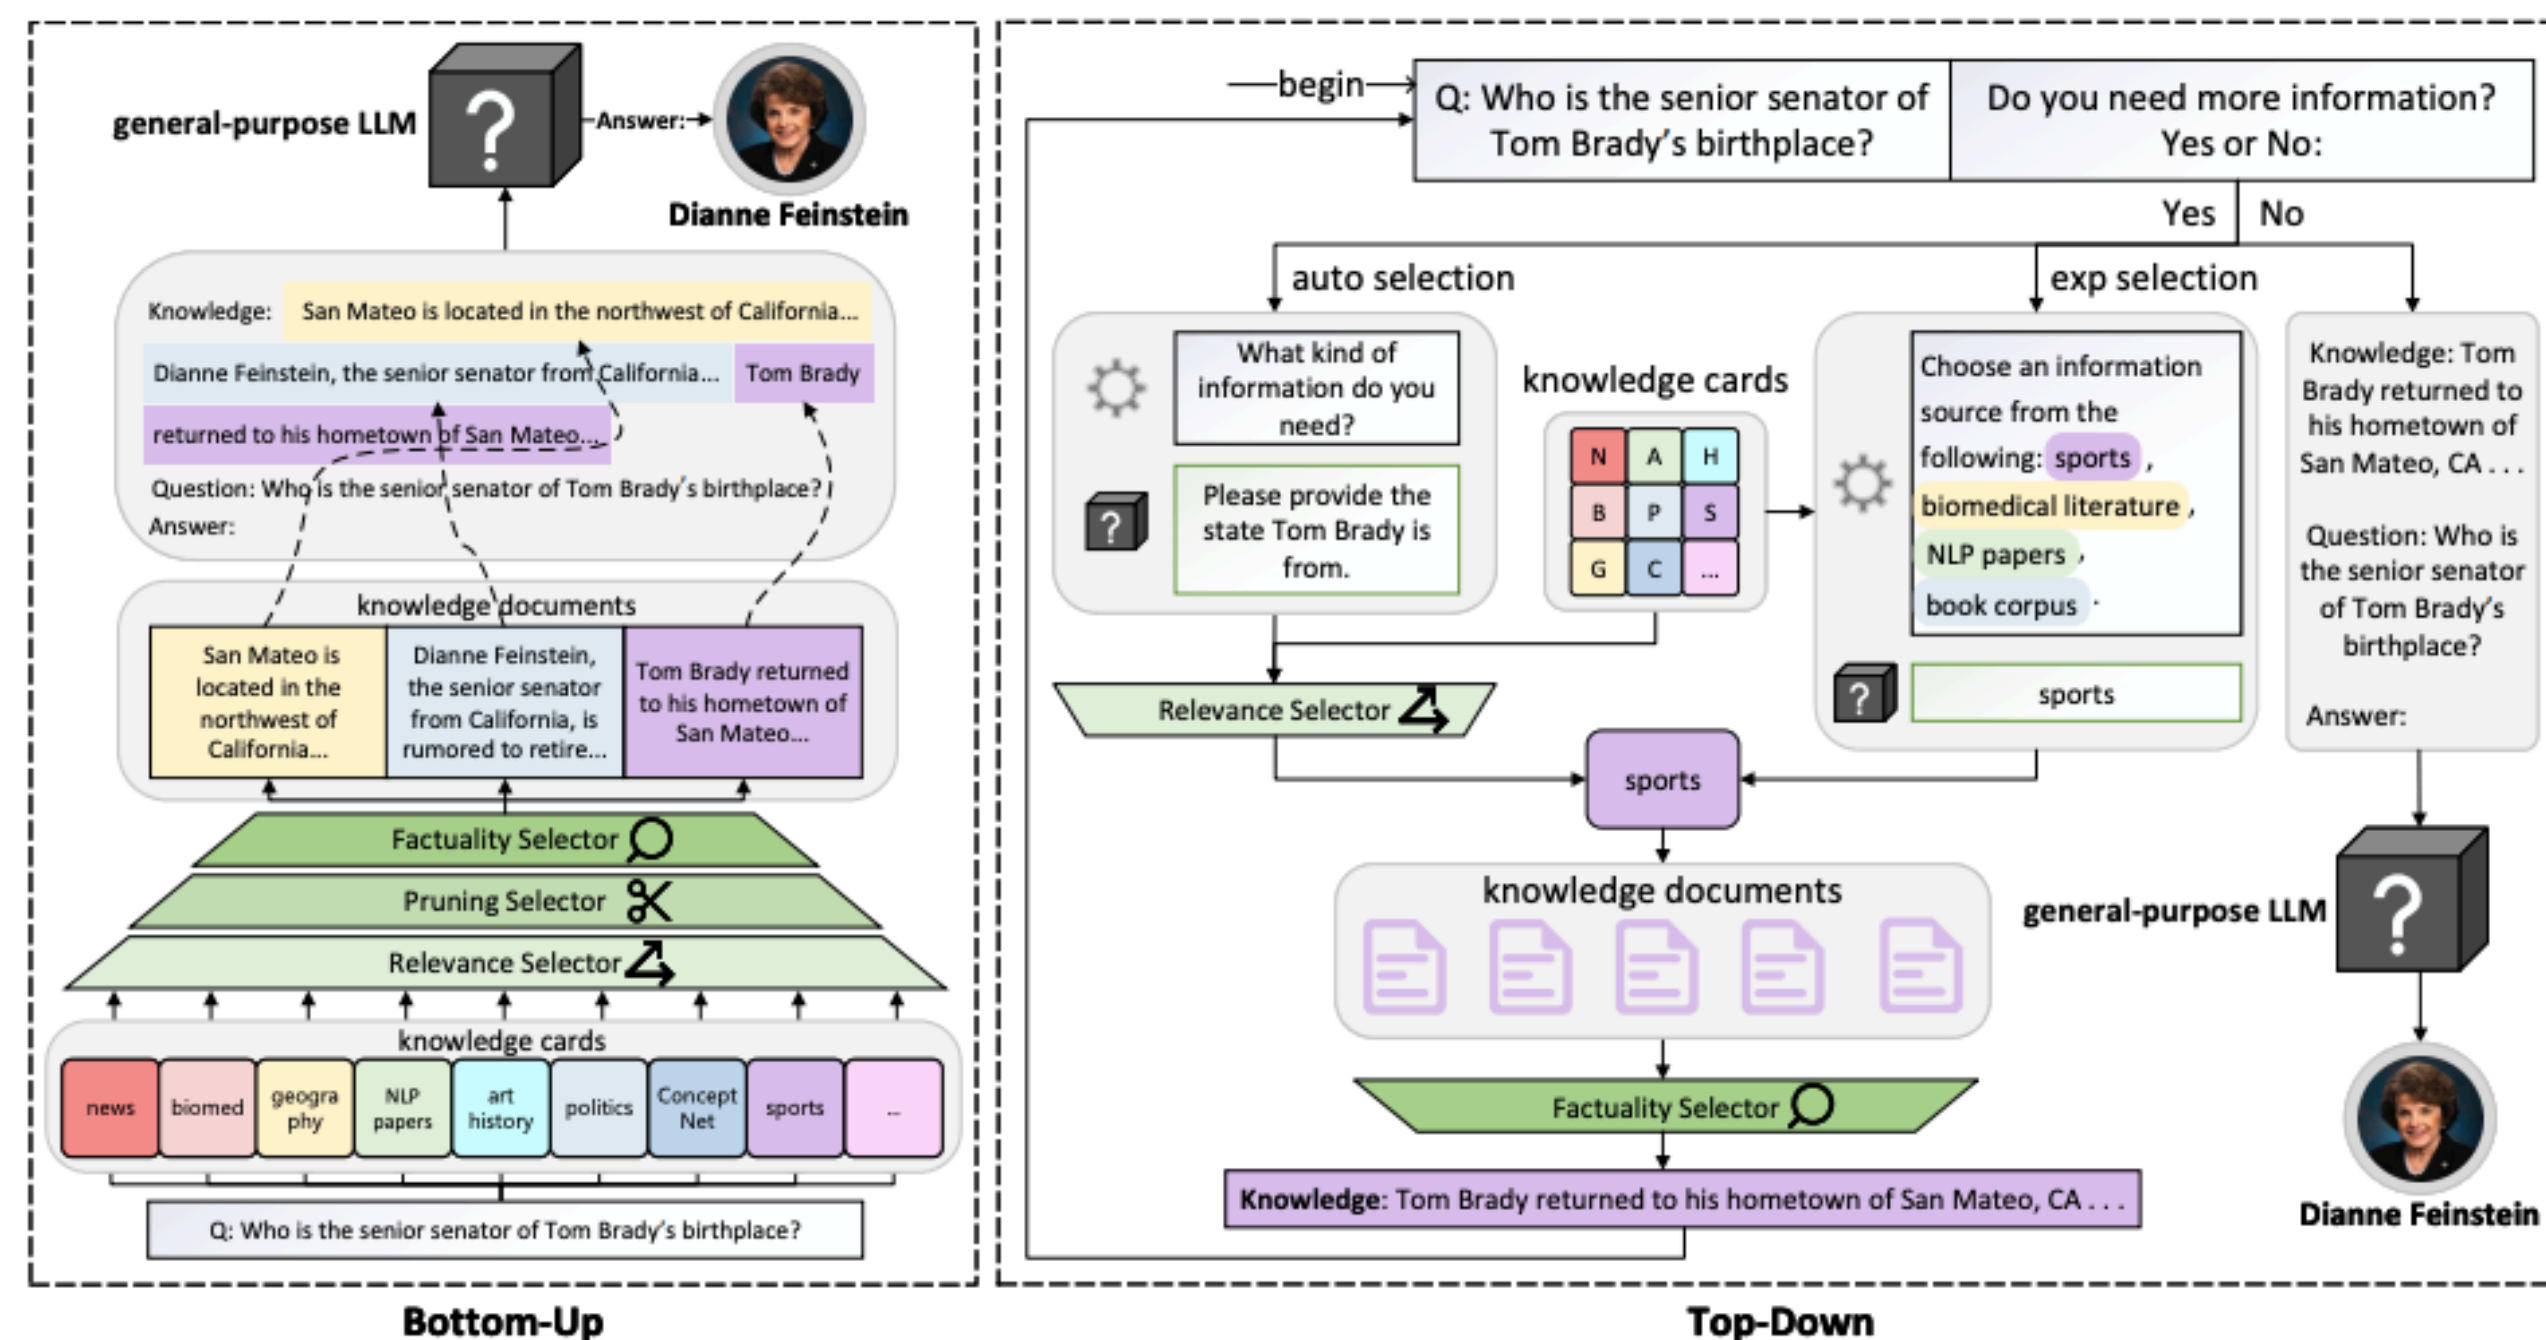 general-purpose LLM
?
Answer:
Dianne Feinstein
Knowledge: San Mateo is located in the northwest of California...
Dianne Feinstein, the senior senator from California... Tom Brady
returned to his hometown of San Mateo...
Question: Who is the senior senator of Tom Brady's birthplace?
Answer:
knowledge documents
San Mateo is
located in the
northwest of
California...
Dianne Feinstein,
the senior senator
from California, is
rumored to retire...
Tom Brady returned
to his hometown of
San Mateo...
Factuality Selector
Pruning Selector
Relevance Selector
knowledge cards
news
biomed
geogra
phy
NLP
papers
art
history
politics
Concept
Net
sports
...
Q: Who is the senior senator of Tom Brady's birthplace?
Bottom-Up
begin
Q: Who is the senior senator of
Tom Brady's birthplace?
Do you need more information?
Yes or No:
Yes
No
auto selection
exp selection
What kind of
information do you
need?
?
Please provide the
state Tom Brady is
from.
knowledge cards
N A H
B P S
G C ...
Choose an information
source from the
following: sports ,
biomedical literature ,
NLP papers ,
book corpus .
?
sports
Knowledge: Tom
Brady returned to
his hometown of
San Mateo, CA . . .
Question: Who is
the senior senator
of Tom Brady's
birthplace?
Answer:
Relevance Selector
sports
knowledge documents
Factuality Selector
Knowledge: Tom Brady returned to his hometown of San Mateo, CA . . .
general-purpose LLM
?
Dianne Feinstein
Top-Down